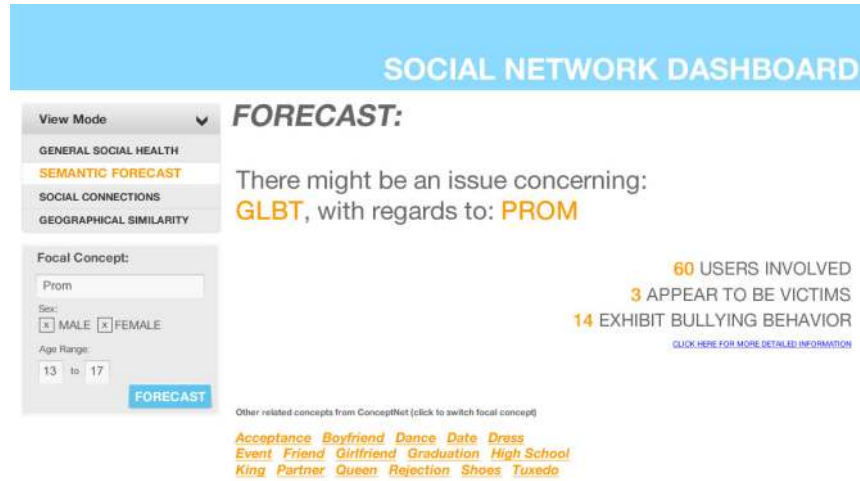 SOCIAL NETWORK DASHBOARD
View Mode
GENERAL SOCIAL HEALTH
SEMANTIC FORECAST
SOCIAL CONNECTIONS
GEOGRAPHICAL SIMILARITY
Focal Concept:
Prom
Sex:
x MALE x FEMALE
Age Range:
13 to 17
FORECAST
FORECAST:
There might be an issue concerning:
GLBT, with regards to: PROM
60 USERS INVOLVED
3 APPEAR TO BE VICTIMS
14 EXHIBIT BULLYING BEHAVIOR
CLICK HERE FOR MORE DETAILED INFORMATION
Other related concepts from ConceptNet (click to switch focal concept)
Acceptance Boyfriend Dance Date Dress
Event Friend Girlfriend Graduation High School
King Partner Queen Rejection Shoes Tuxedo